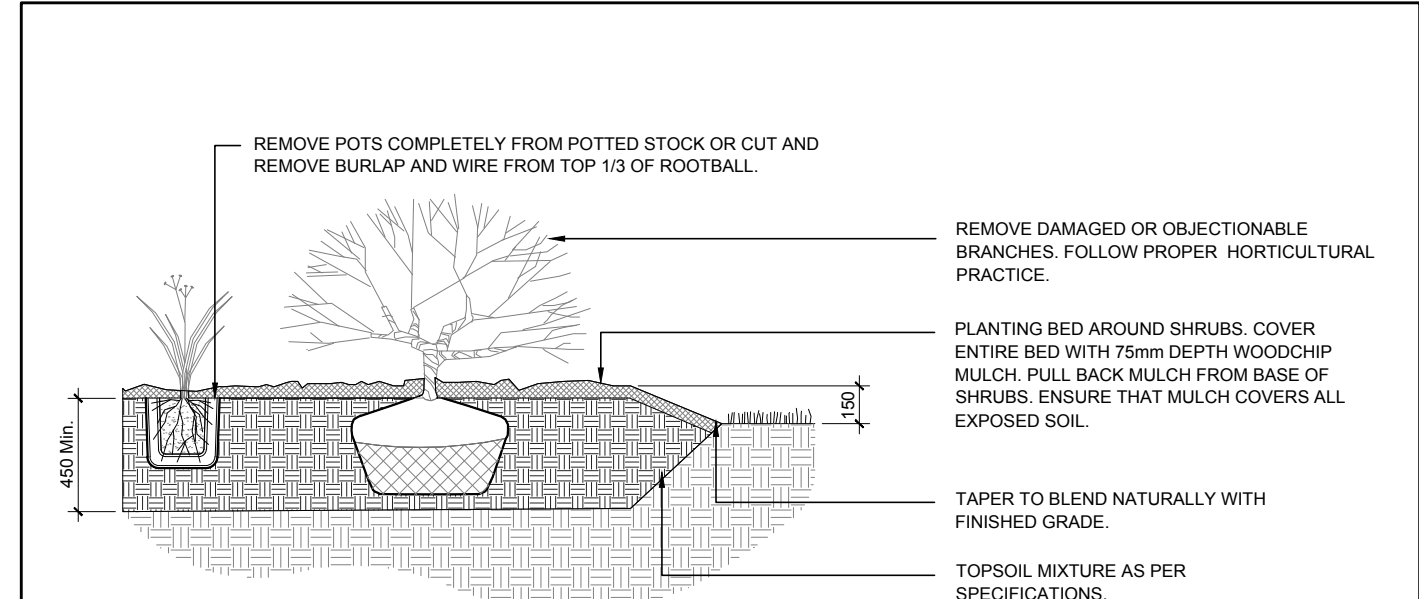 REMOVE POTS COMPLETELY FROM POTTED STOCK OR CUT AND
REMOVE BURLAP AND WIRE FROM TOP 1/3 OF ROOTBALL.
REMOVE DAMAGED OR OBJECTIONABLE
BRANCHES. FOLLOW PROPER HORTICULTURAL
PRACTICE.
PLANTING BED AROUND SHRUBS. COVER
ENTIRE BED WITH 75mm DEPTH WOODCHIP
MULCH. PULL BACK MULCH FROM BASE OF
SHRUBS. ENSURE THAT MULCH COVERS ALL
EXPOSED SOIL.
150
450 Min.
TAPER TO BLEND NATURALLY WITH
FINISHED GRADE.
TOPSOIL MIXTURE AS PER
SPECIFICATIONS.